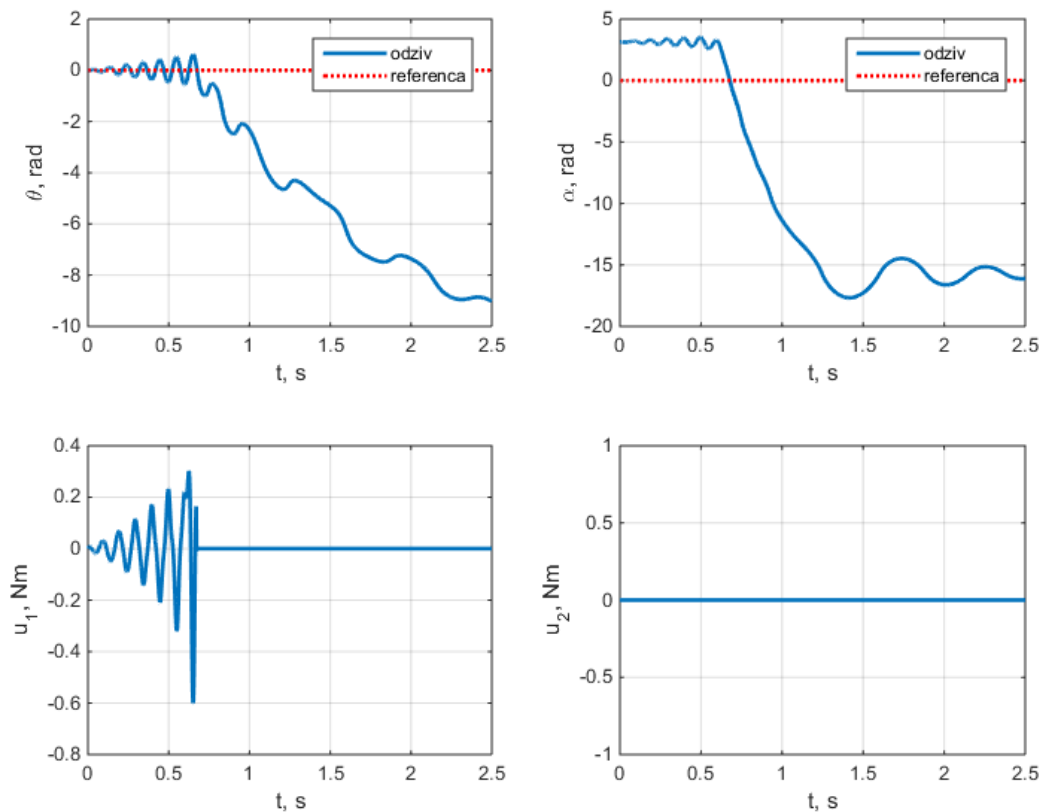 2
0
-2
-4
-6
-8
-10
θ, rad
odziv
referenca
0 0.5 1 1.5 2 2.5
t, s
5
0
-5
-10
-15
-20
α, rad
odziv
referenca
0 0.5 1 1.5 2 2.5
t, s
0.4
0.2
0
-0.2
-0.4
-0.6
-0.8
u1, Nm
0 0.5 1 1.5 2 2.5
t, s
1
0.5
0
-0.5
-1
u2, Nm
0 0.5 1 1.5 2 2.5
t, s